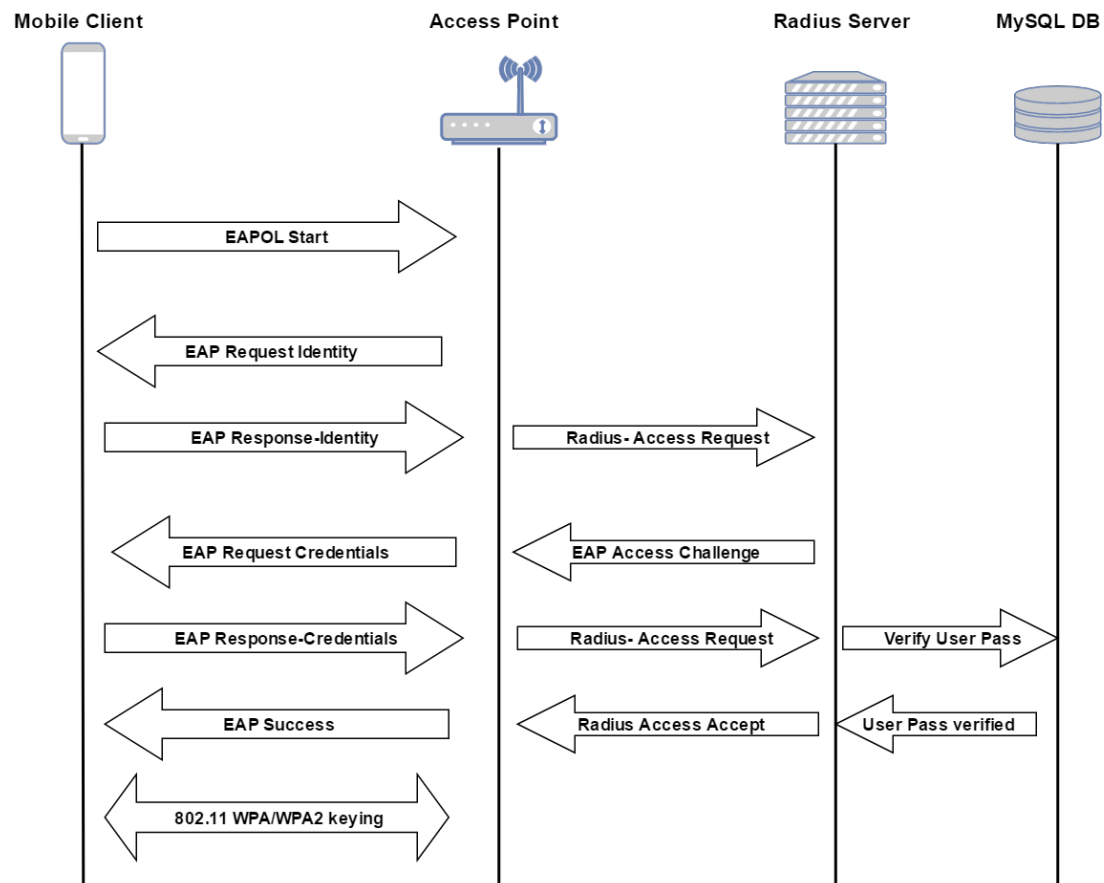 Mobile Client
Access Point
Radius Server
MySQL DB
EAPOL Start
EAP Request Identity
EAP Response-Identity
Radius- Access Request
EAP Request Credentials
EAP Access Challenge
EAP Response-Credentials
Radius- Access Request
Verify User Pass
EAP Success
Radius Access Accept
User Pass verified
802.11 WPA/WPA2 keying